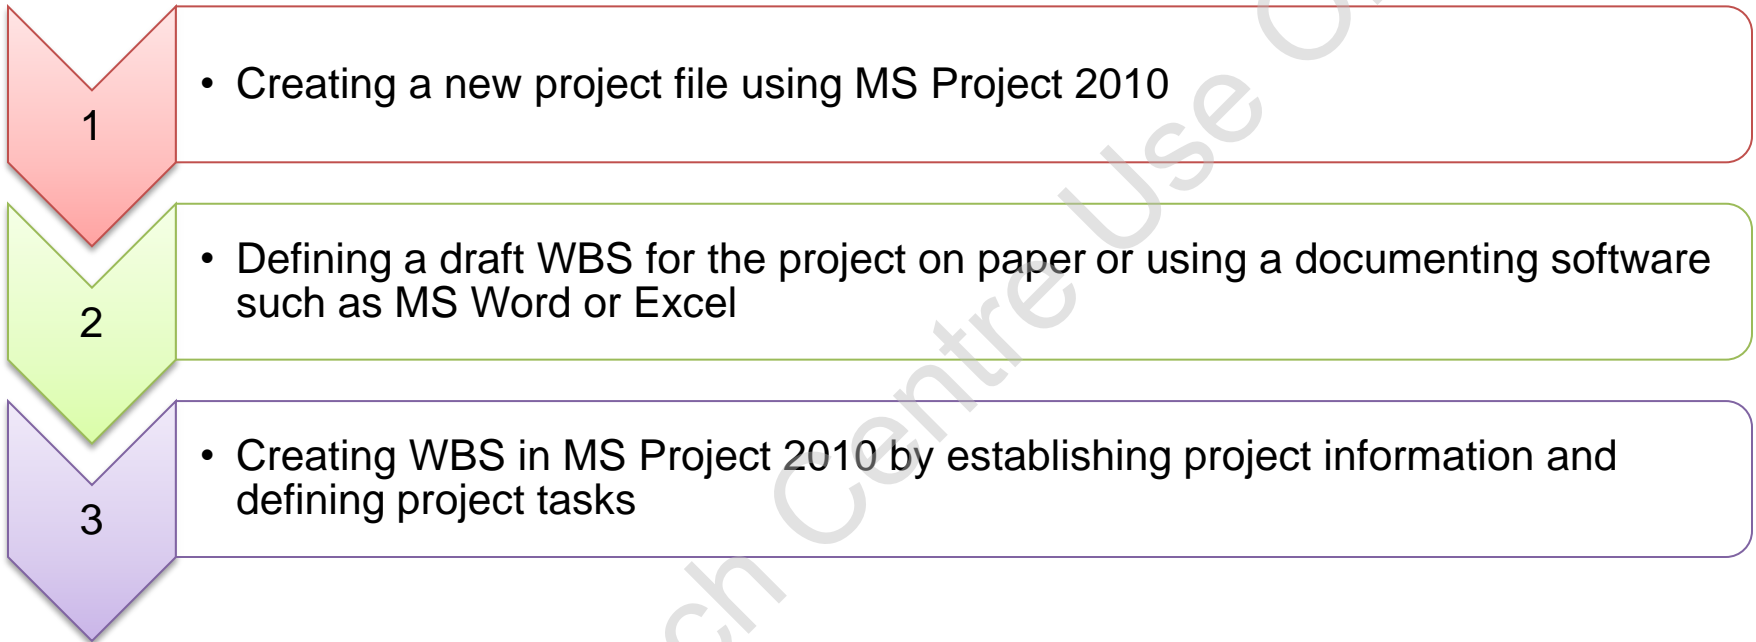 1
• Creating a new project file using MS Project 2010
2
• Defining a draft WBS for the project on paper or using a documenting software
such as MS Word or Excel
3
• Creating WBS in MS Project 2010 by establishing project information and
defining project tasks
Centre Use